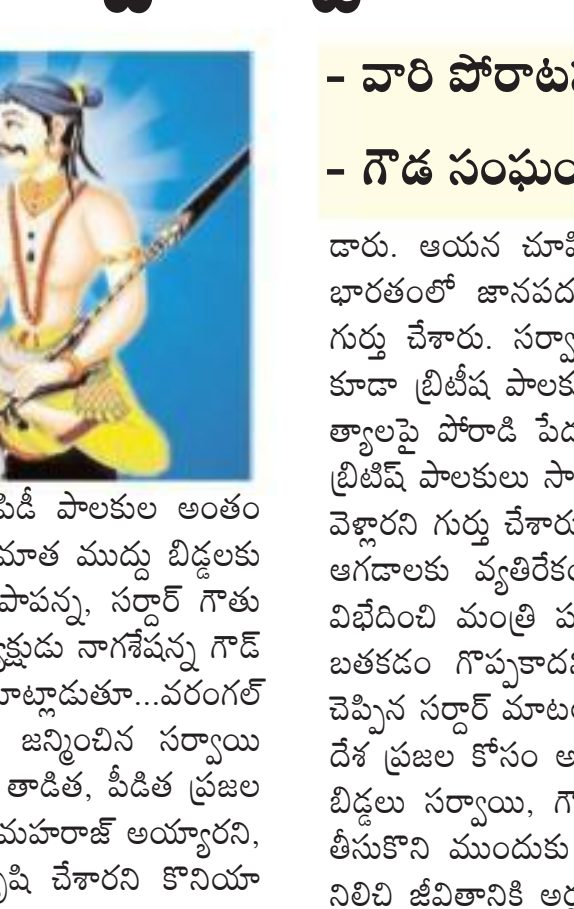 - వారి పోరాట
- గౌడ సంఘం
పిడీ పాలకుల అంతం
మాత ముద్దు బిడ్డలకు
పాపన్న, సర్దార్ గౌతు
నాగశేషన్న గౌడ్
మాట్లాడుతూ...వరంగల్
జన్మించిన సర్వాయి
తాడిత, పీడిత ప్రజల
మహరాజ్ అయ్యారని,
చేశారని కొనియా
డారు. ఆయన చూపి
భారతంలో జానపద
గుర్తు చేశారు. సర్వా
కూడా బ్రిటీష పాలకు
త్యాలపై పోరాడి పేద
బ్రిటిష్ పాలకులు సా
వెళ్లారని గుర్తు చేశారు
ఆగడాలకు వ్యతిరేకం
విభేదించి మంత్రి ప
బతకడం గొప్పకాద
చెప్పిన సర్దార్ మాట
దేశ ప్రజల కోసం అ
బిడ్డలు సర్వాయి, గౌ
తీసుకొని ముందుకు
నిలిచి జీవితానికి